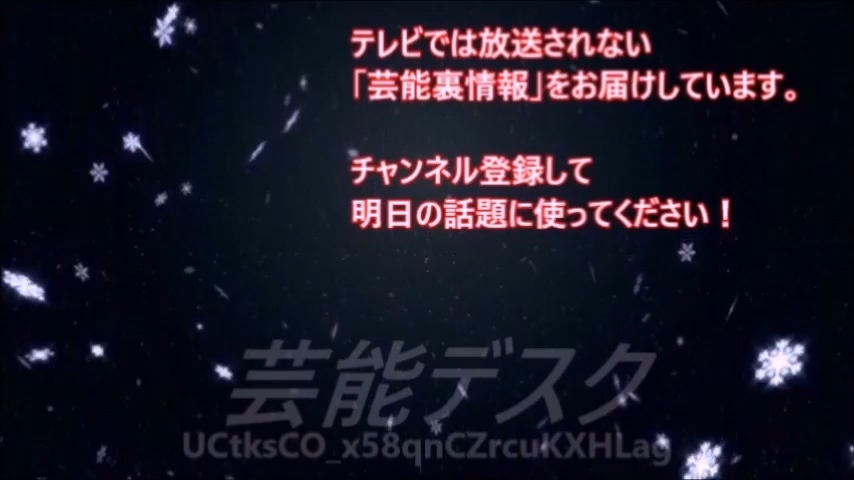 テレビでは放送されない
「芸能裏情報」をお届けしています。
チャンネル登録して
明日の話題に使ってください！
芸能デスク
UCtksCO_x58qnCZrcuKXHLag